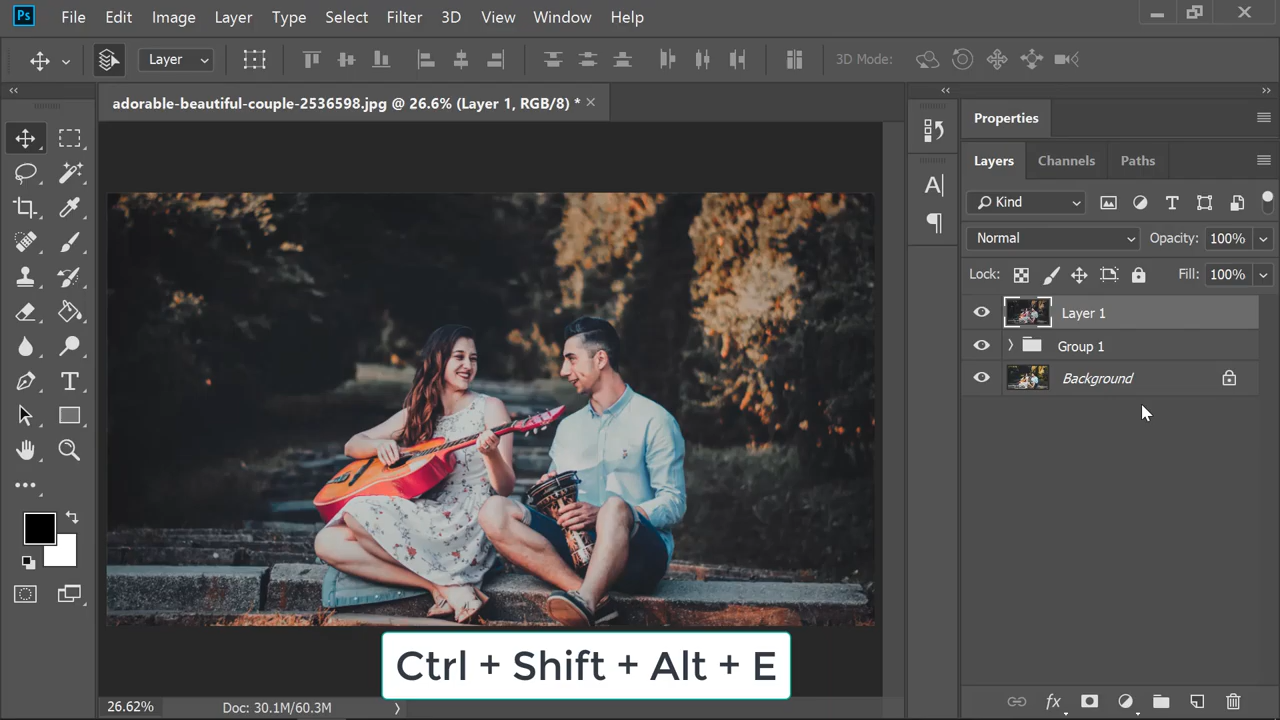 Ps File Edit Image Layer Type Select Filter 3D View Window Help
Layer 3D Mode:
adorable-beautiful-couple-2536598.jpg @ 26.6% (Layer 1, RGB/8) *
Properties
Layers Channels Paths
Kind
Normal Opacity: 100%
Lock: Fill: 100%
Layer 1
Group 1
Background
Ctrl + Shift + Alt + E
26.62% Doc: 30.1M/60.3M
fx